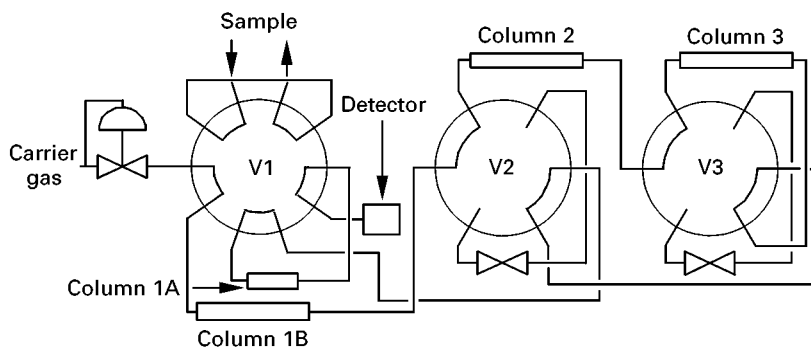 Sample
Column 2
Column 3
Detector
Carrier
gas
V1
V2
V3
Column 1A
Column 1B